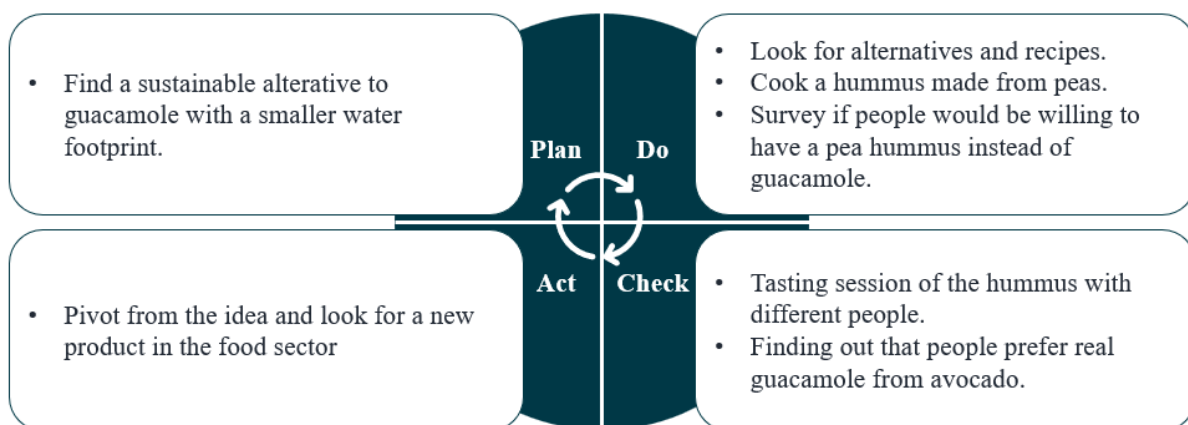 • Find a sustainable alterative to
guacamole with a smaller water
footprint.
Plan
Do
• Look for alternatives and recipes.
• Cook a hummus made from peas.
• Survey if people would be willing to
have a pea hummus instead of
guacamole.
• Pivot from the idea and look for a new
product in the food sector
Act
Check
• Tasting session of the hummus with
different people.
• Finding out that people prefer real
guacamole from avocado.